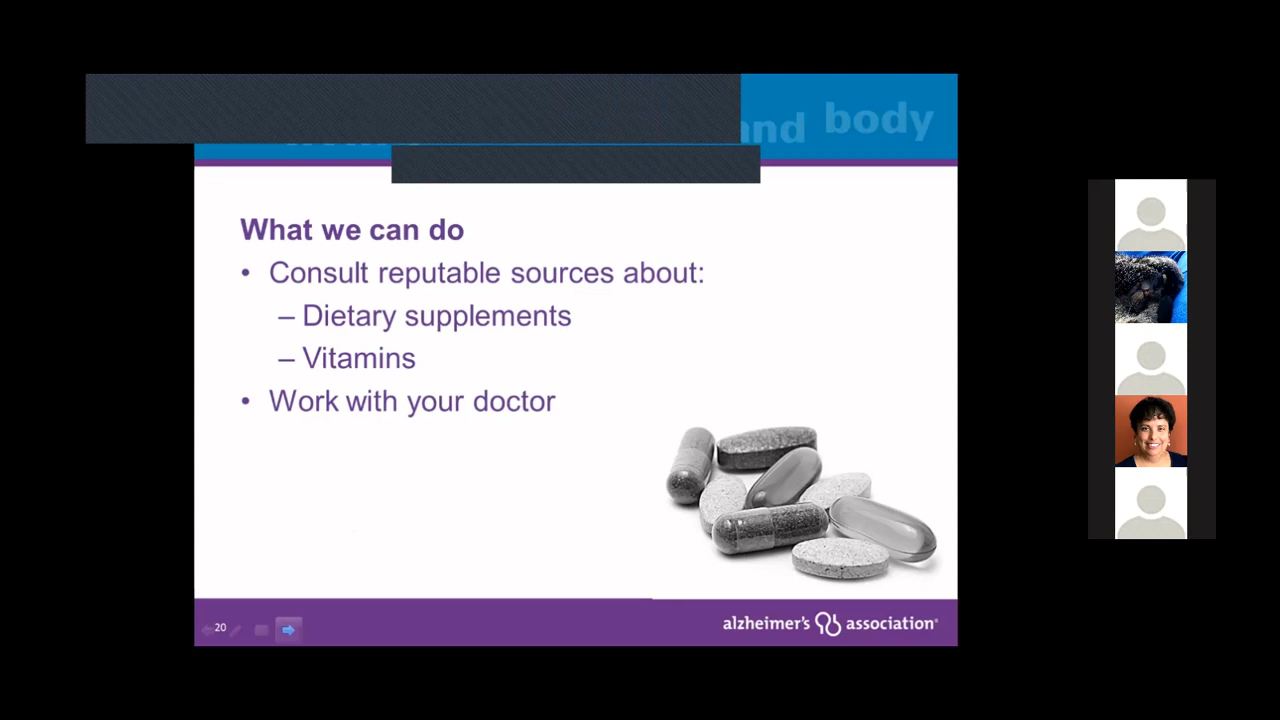 body
What we can do
• Consult reputable sources about:
– Dietary supplements
– Vitamins
• Work with your doctor
20
alzheimer's association®